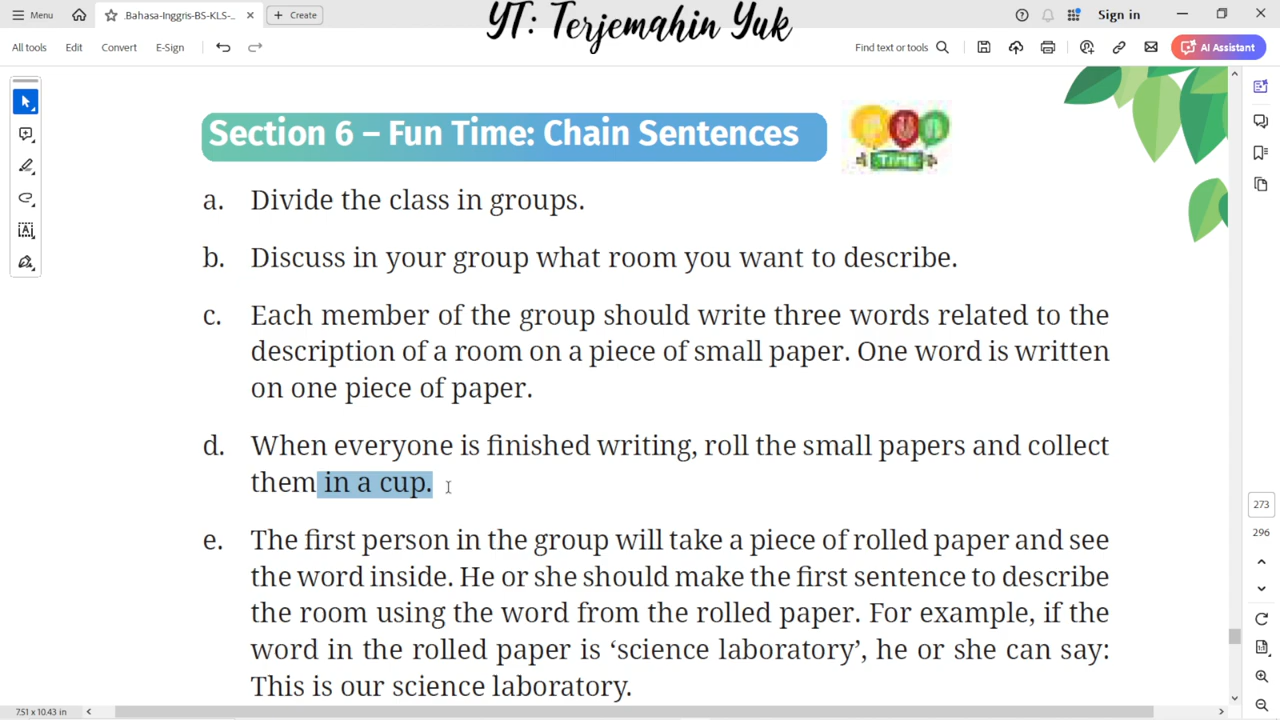 Menu
.Bahasa-Inggris-BS-KLS-...
Create
YT: Terjemahin Yuk
Sign in
All tools
Edit
Convert
E-Sign
Find text or tools
AI Assistant
Section 6 – Fun Time: Chain Sentences
FUN
TIME
a. Divide the class in groups.
b. Discuss in your group what room you want to describe.
c. Each member of the group should write three words related to the
description of a room on a piece of small paper. One word is written
on one piece of paper.
d. When everyone is finished writing, roll the small papers and collect
them in a cup.
e. The first person in the group will take a piece of rolled paper and see
the word inside. He or she should make the first sentence to describe
the room using the word from the rolled paper. For example, if the
word in the rolled paper is ‘science laboratory’, he or she can say:
This is our science laboratory.
273
296
7.51 x 10.43 in